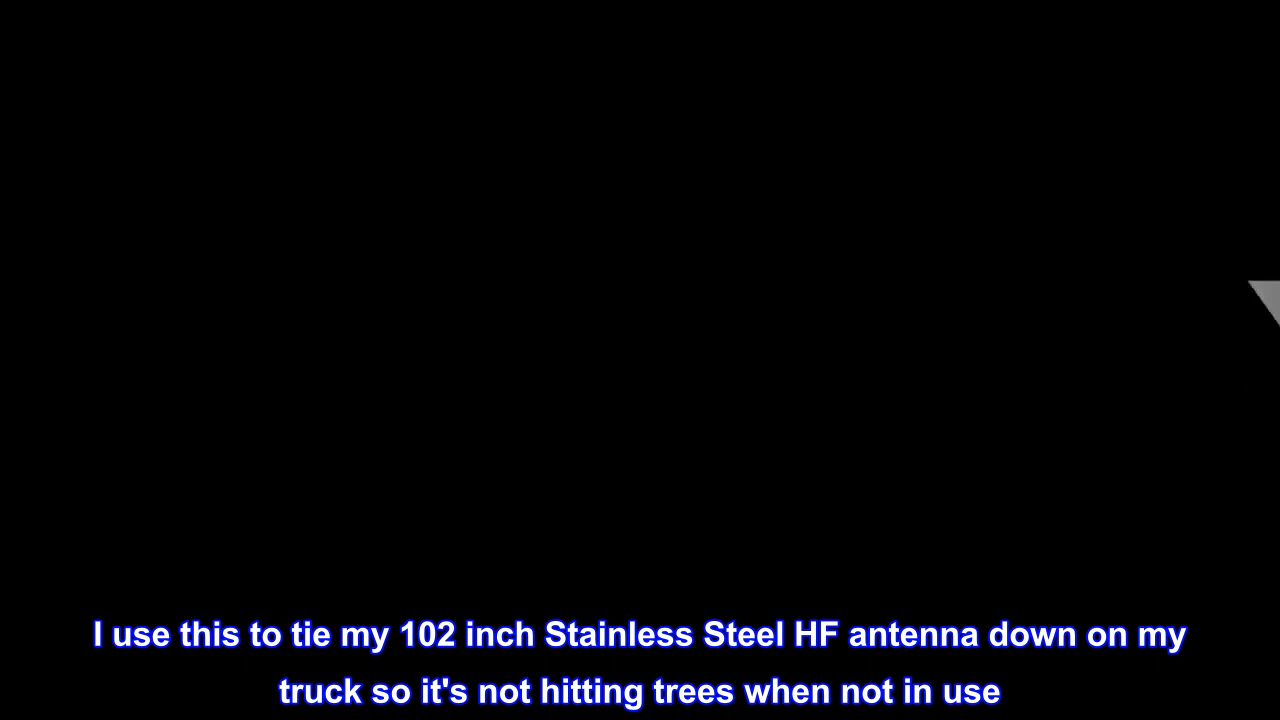 I use this to tie my 102 inch Stainless Steel HF antenna down on my
truck so it's not hitting trees when not in use